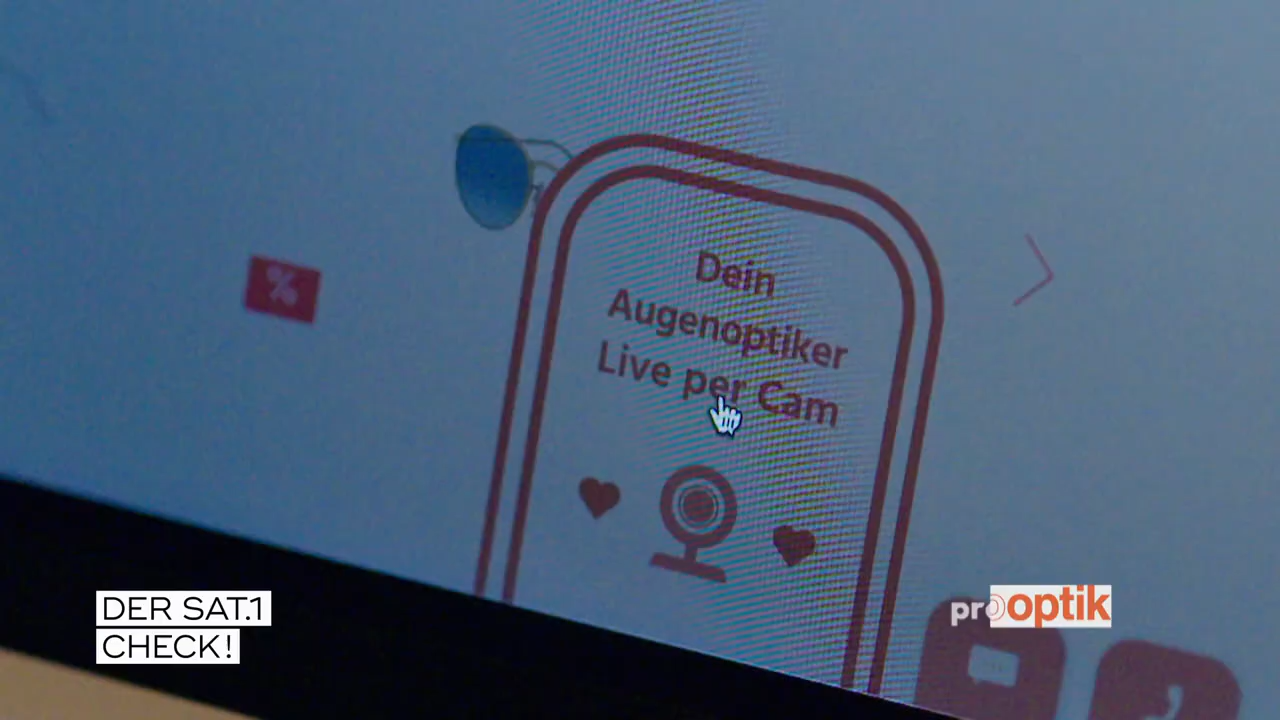 %
Dein
Augenoptiker
Live per Cam
DER SAT.1
CHECK!
prooptik